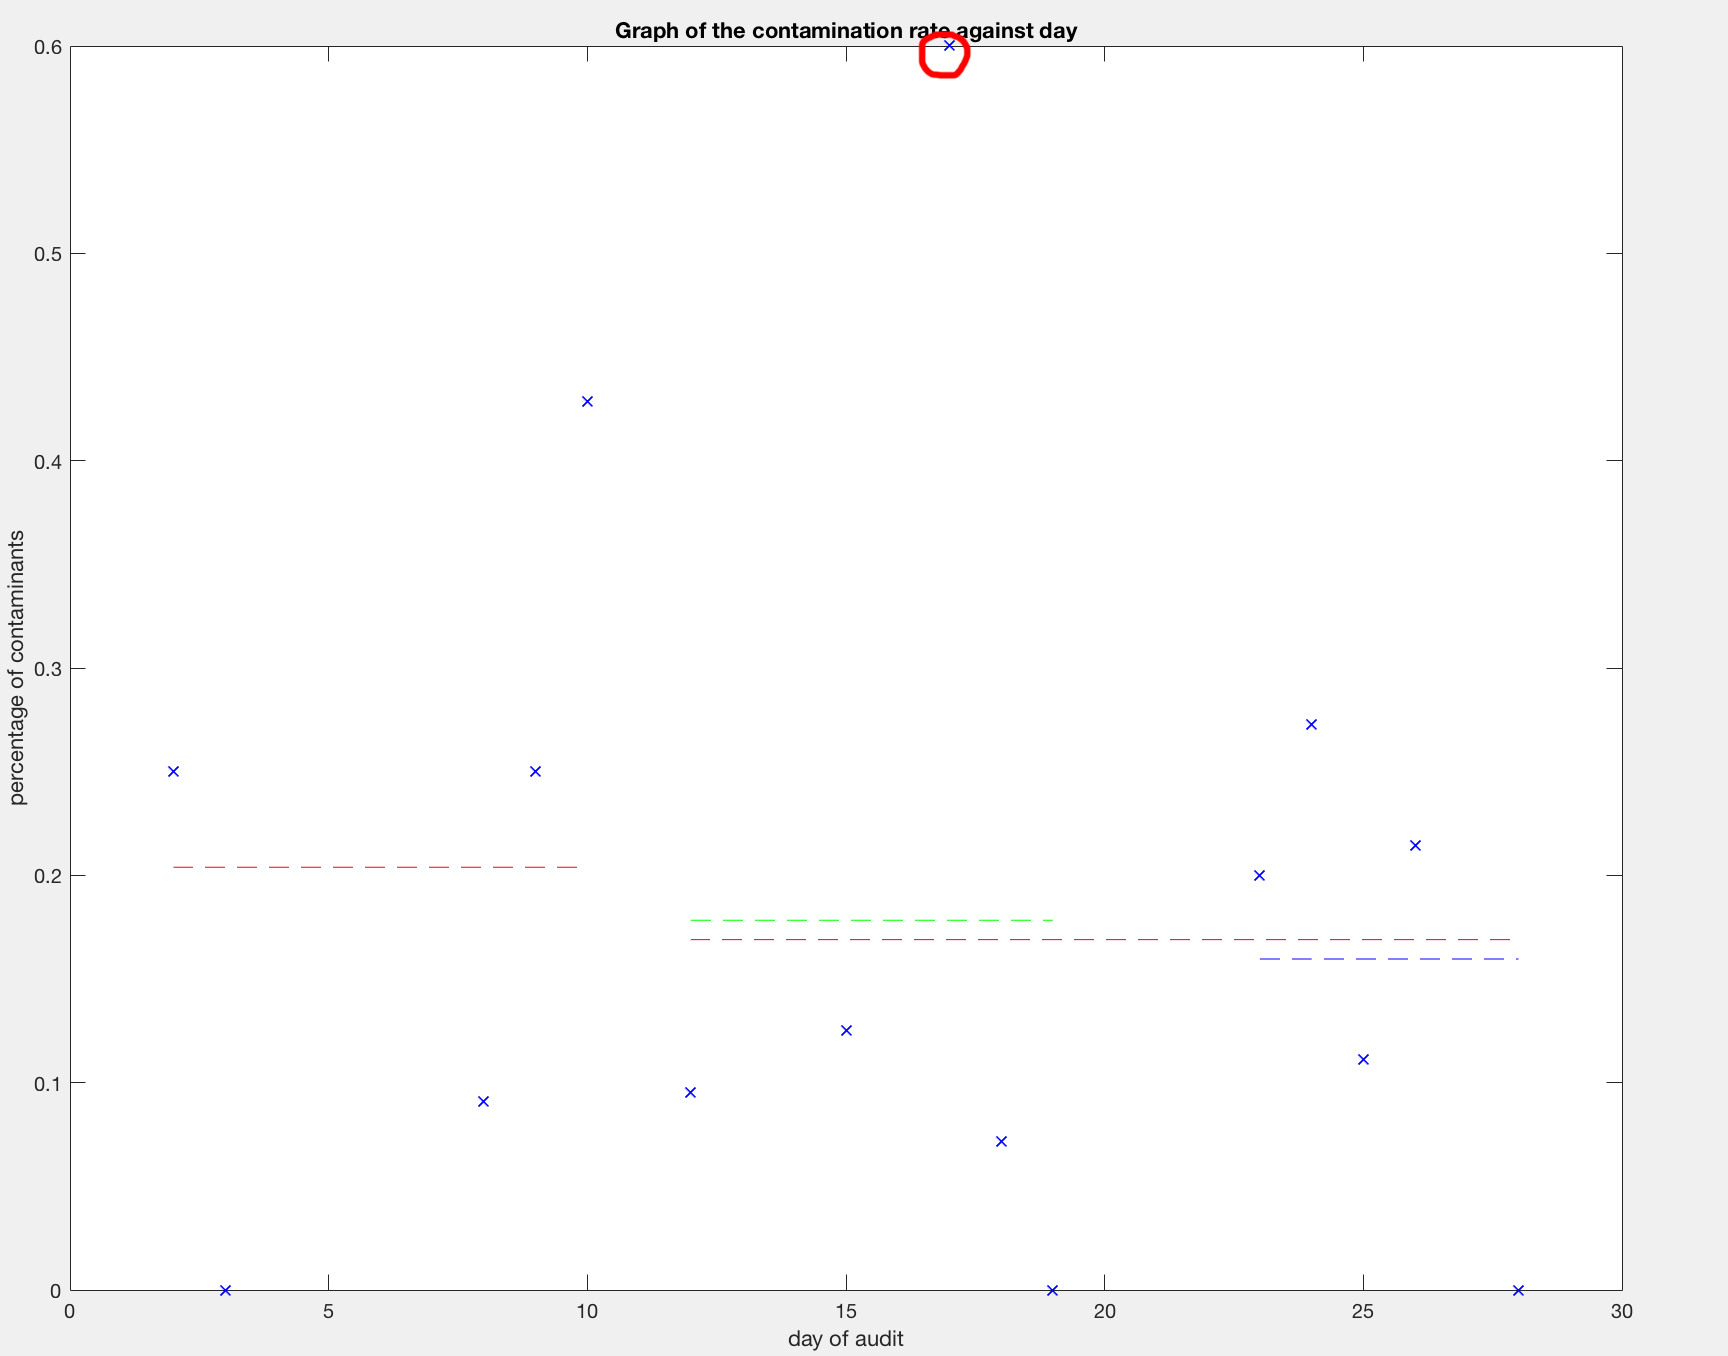 Graph of the contamination rate against day
0.6
0.5
0.4
0.3
0.2
0.1
0
percentage of contaminants
0 5 10 15 20 25 30
day of audit